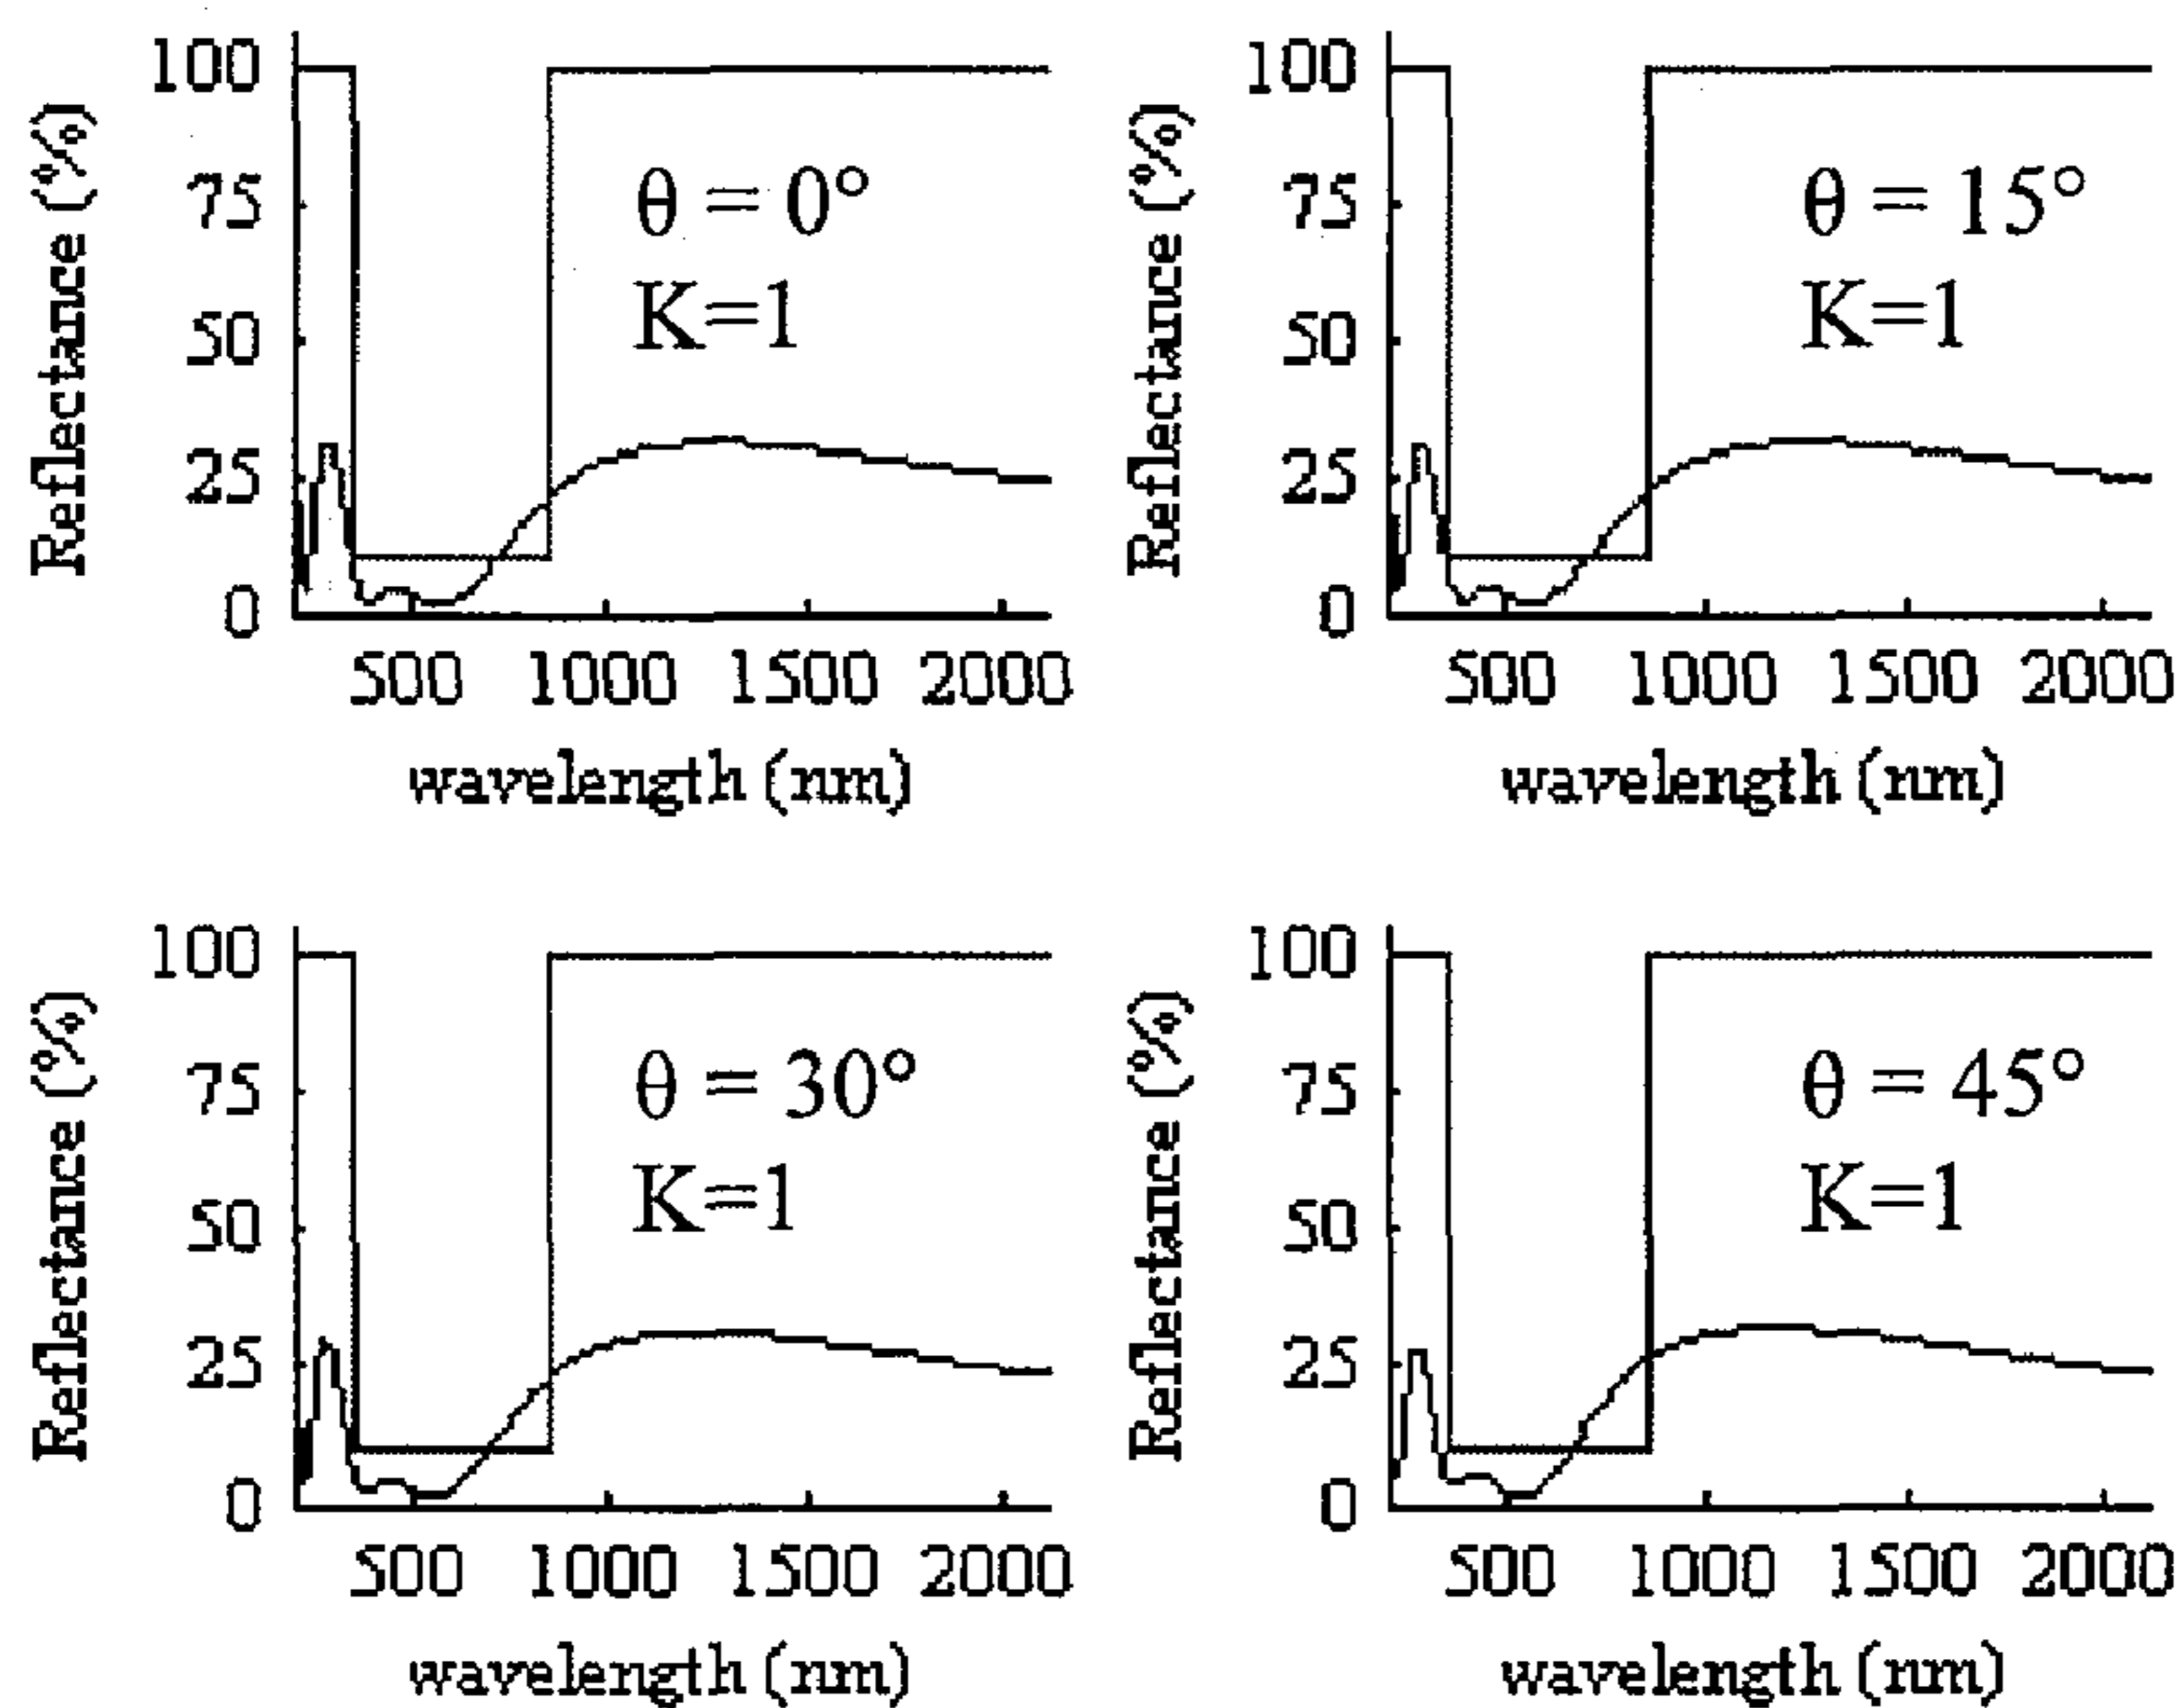 Reflectance (%)
100
75
50
25
0
θ = 0°
K=1
500 1000 1500 2000
wavelength (nm)
Reflectance (%)
100
75
50
25
0
θ = 15°
K=1
500 1000 1500 2000
wavelength (nm)
Reflectance (%)
100
75
50
25
0
θ = 30°
K=1
500 1000 1500 2000
wavelength (nm)
Reflectance (%)
100
75
50
25
0
θ = 45°
K=1
500 1000 1500 2000
wavelength (nm)